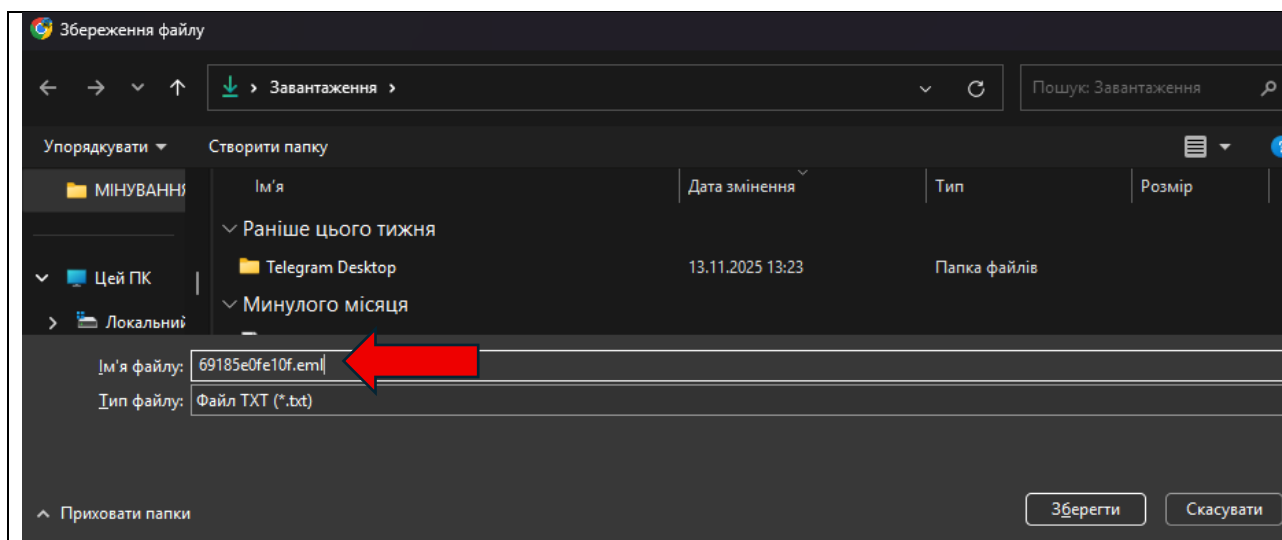 Збереження файлу
Завантаження
Пошук: Завантаження
Упорядкувати
Створити папку
МІНУВАННЯ
Ім'я
Дата змінення
Тип
Розмір
Раніше цього тижня
Telegram Desktop
13.11.2025 13:23
Папка файлів
Цей ПК
Минулого місяця
Локальний
Ім'я файлу:
69185e0fe10f.eml
Тип файлу:
Файл TXT (*.txt)
Приховати папки
Зберегти
Скасувати